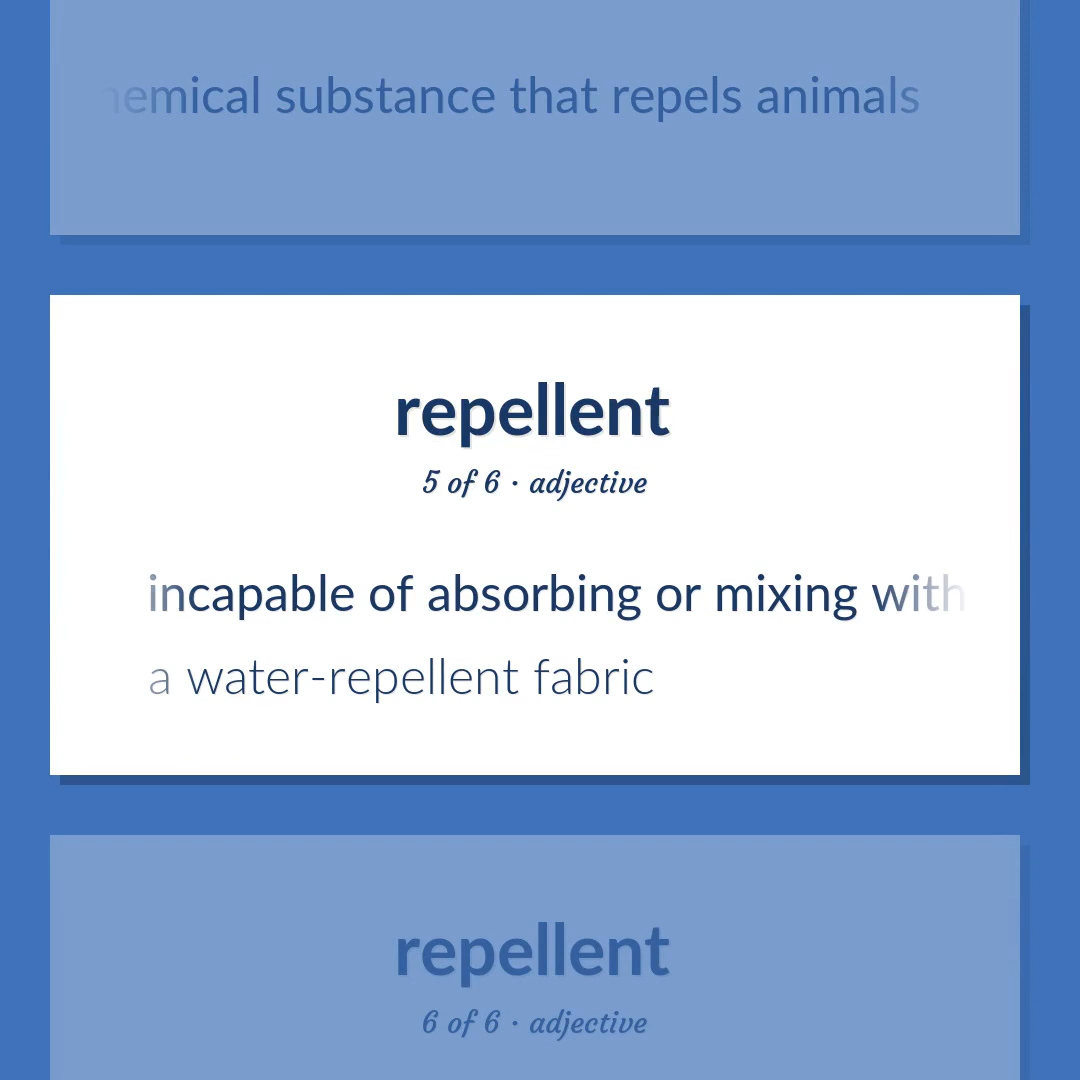 hemical substance that repels animals
repellent
5 of 6 · adjective
incapable of absorbing or mixing with
a water-repellent fabric
repellent
6 of 6 · adjective